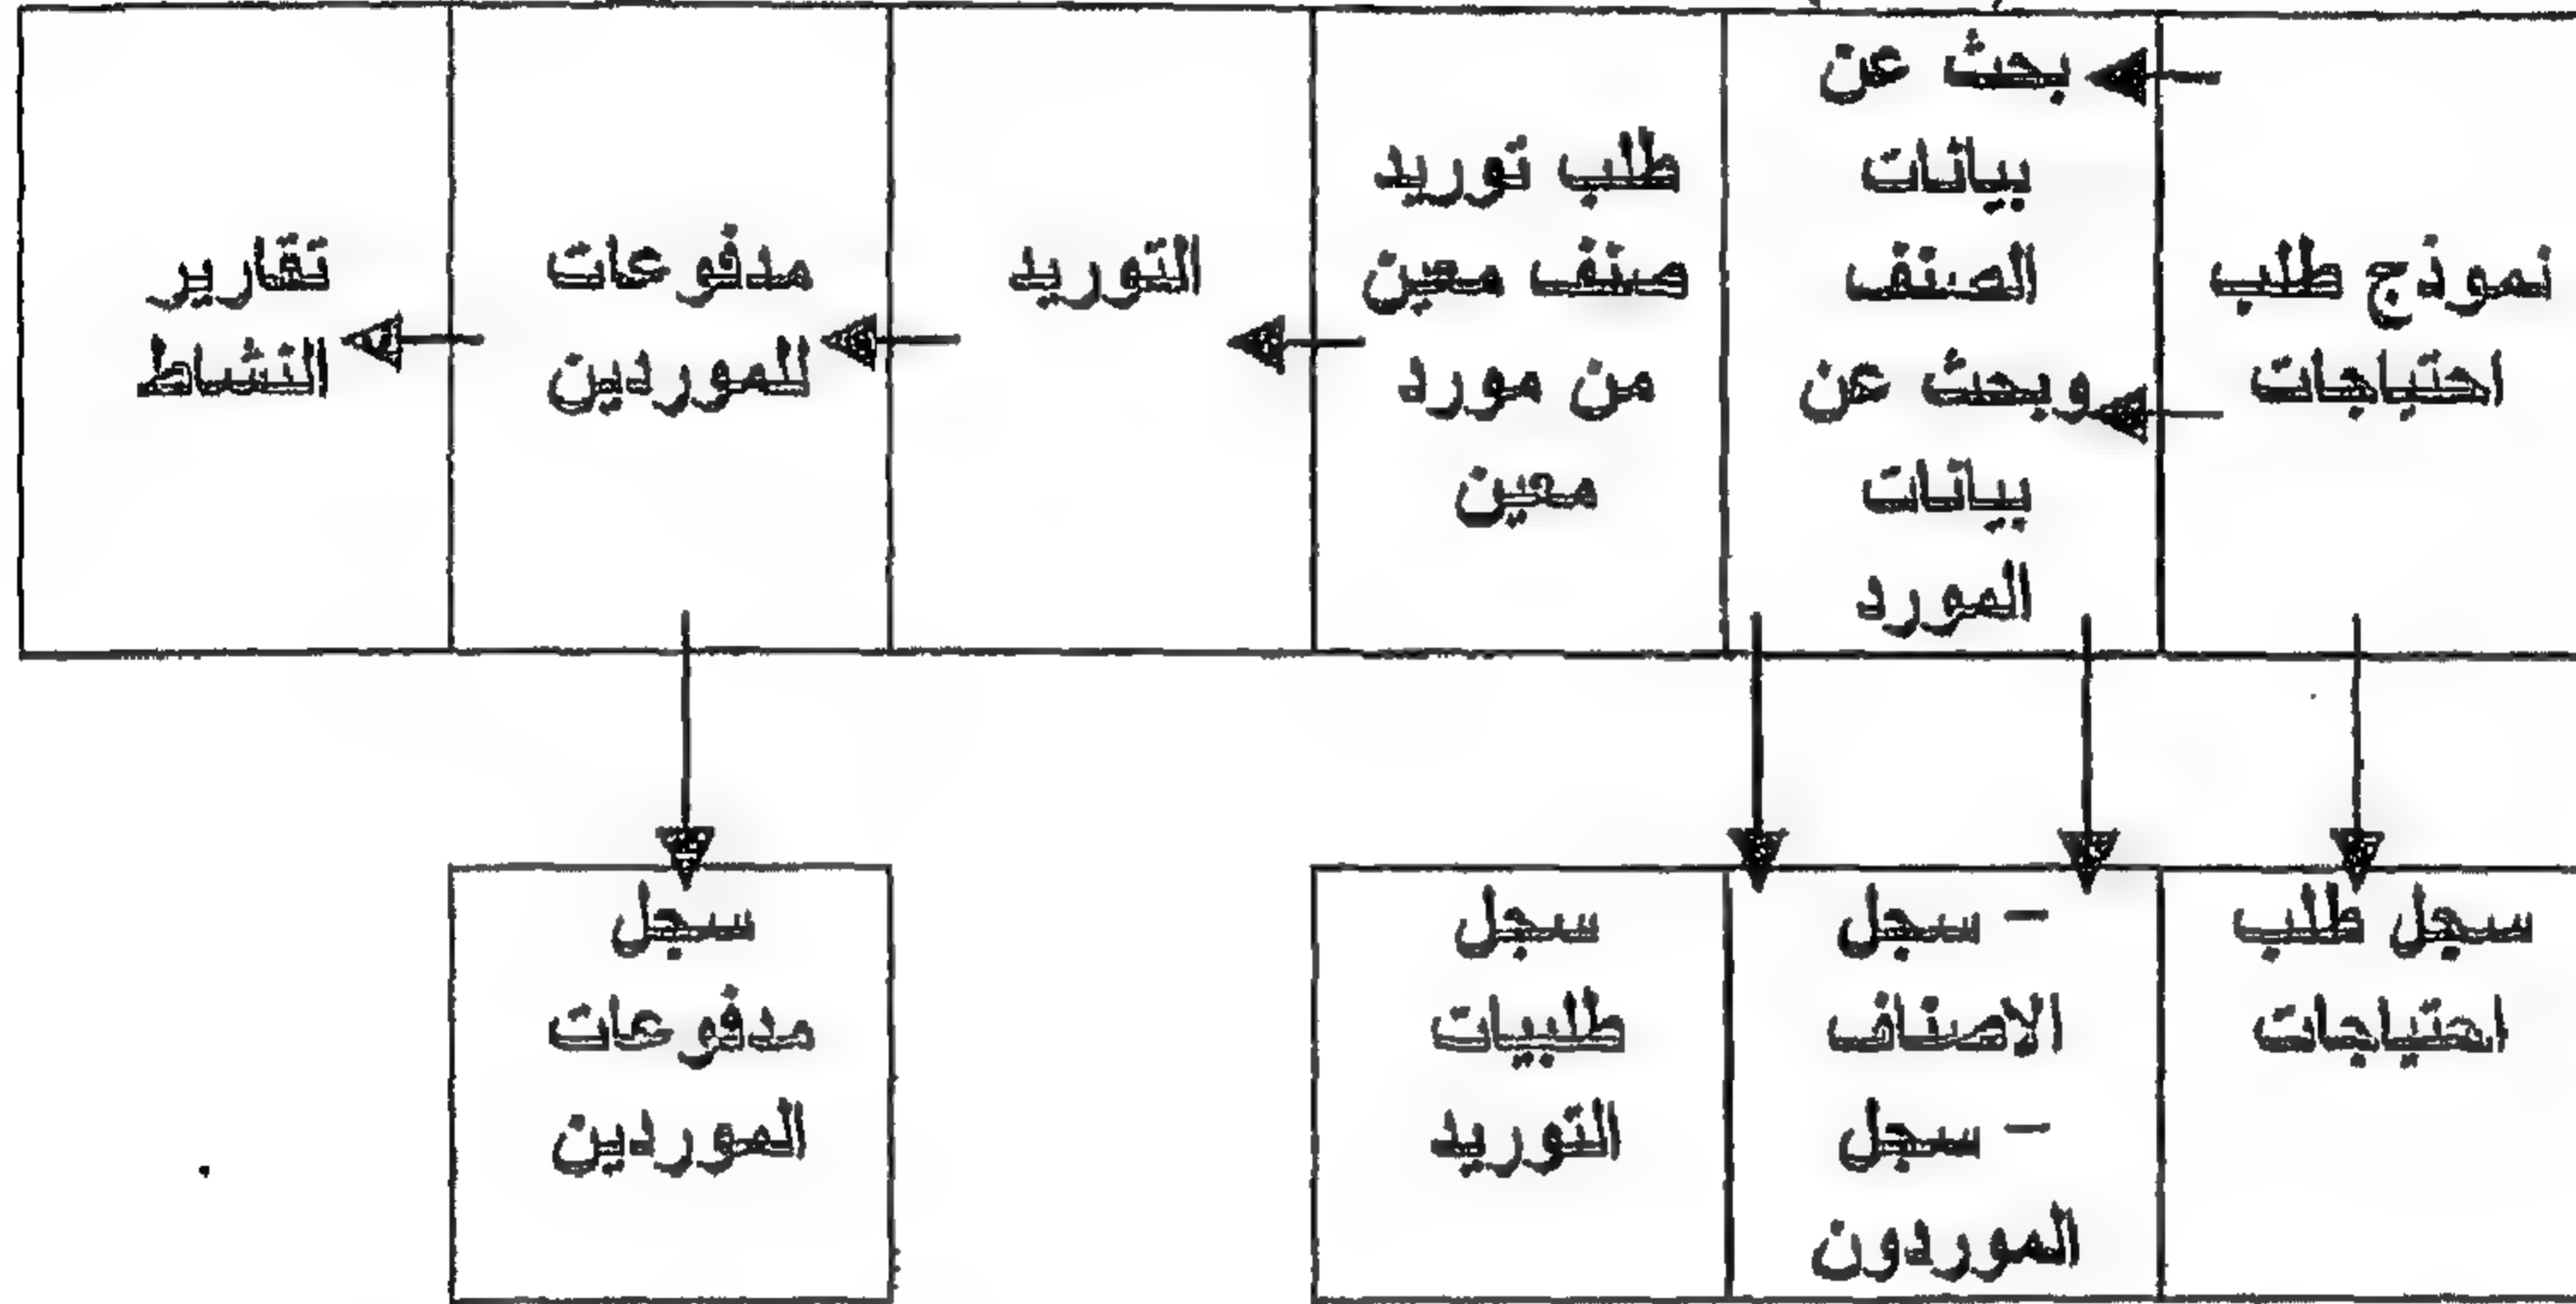 نموذج طلب
احتياجات
بحث عن
بيانات
الصنف
وبحث عن
بيانات
المورد
طلب توريد
صنف معين
من مورد
معين
التوريد
مدفوعات
للموردين
تقارير
النشاط
سجل طلب
احتياجات
– سجل
الاصناف
– سجل
الموردون
سجل
طلبيات
التوريد
سجل
مدفوعات
الموردين